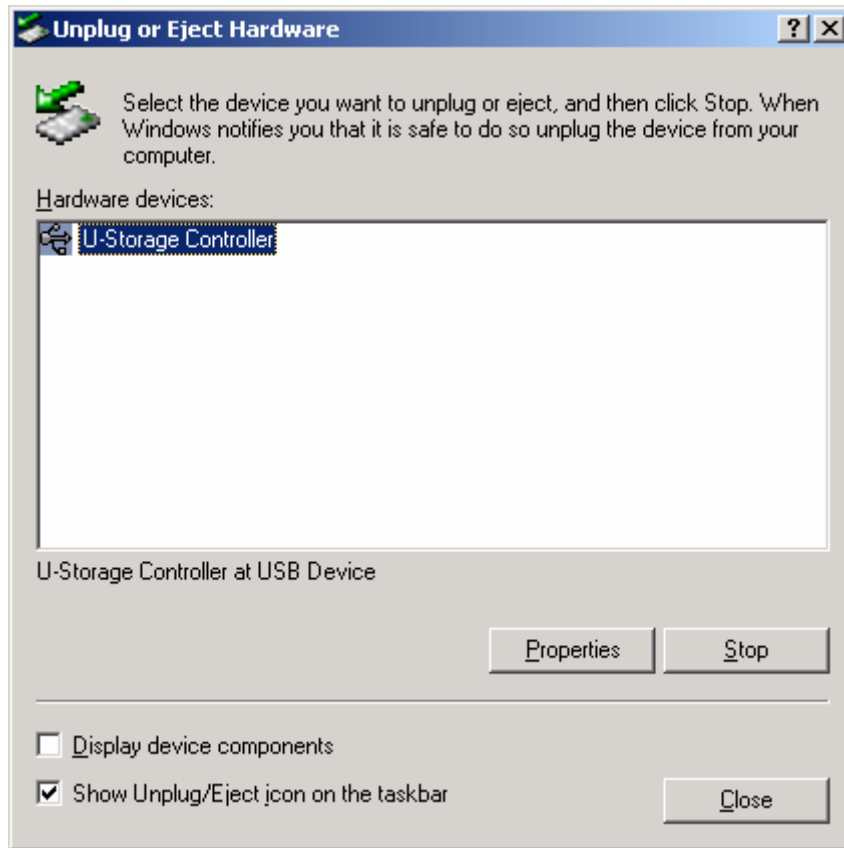 Unplug or Eject Hardware
Select the device you want to unplug or eject, and then click Stop. When
Windows notifies you that it is safe to do so unplug the device from your
computer.
Hardware devices:
U-Storage Controller
U-Storage Controller at USB Device
Properties
Stop
Display device components
Show Unplug/Eject icon on the taskbar
Close